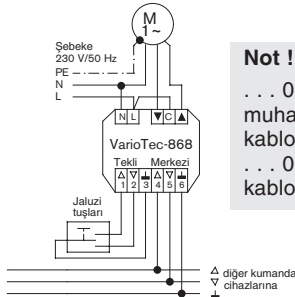 M
1~
Şebeke
230 V/50 Hz
PE
N
L
N L ▼ C ▲
VarioTec-868
Tekli Merkezi
△ ▽ ⏚ △ ▽ ⏚
1 2 3 4 5 6
Jaluzi
tuşları
△ diğer kumanda
▽ cihazlarına
⏚
Not !
. . . 0
muha
kablo
. . . 0
kablo